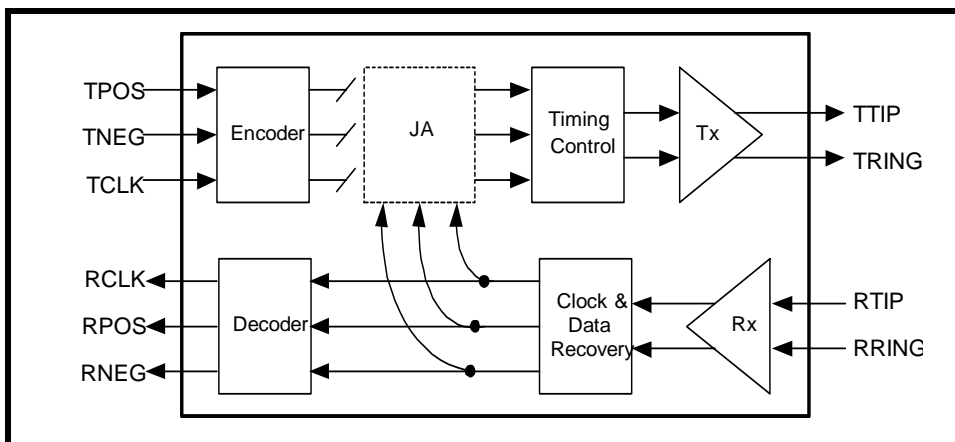 TPOS
TNEG
TCLK
Encoder
JA
Timing
Control
Tx
TTIP
TRING
RCLK
RPOS
RNEG
Decoder
Clock &
Data
Recovery
Rx
RTIP
RRING